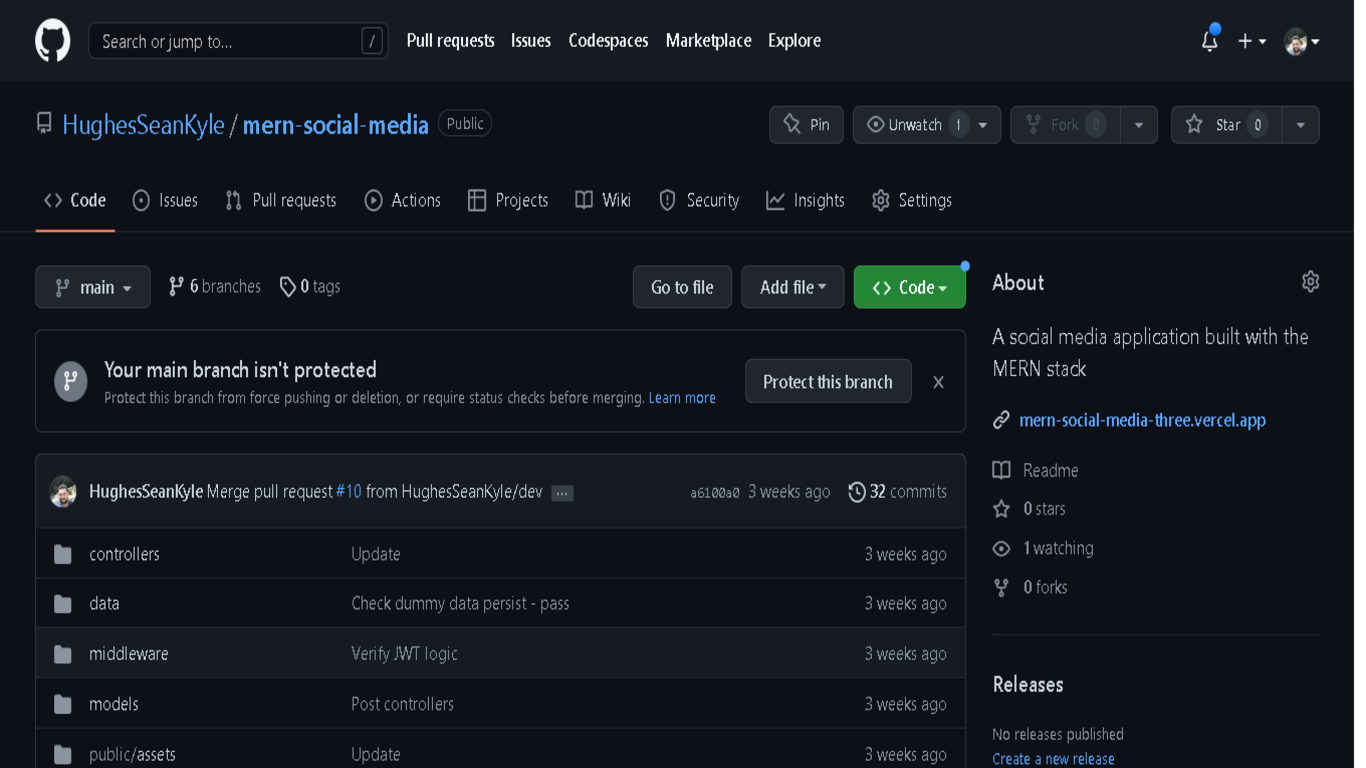 Search or jump to... / Pull requests Issues Codespaces Marketplace Explore
HughesSeanKyle / mern-social-media Public Pin Unwatch 1 Fork 0 Star 0
Code Issues Pull requests Actions Projects Wiki Security Insights Settings
main 6 branches 0 tags Go to file Add file Code
Your main branch isn't protected
Protect this branch from force pushing or deletion, or require status checks before merging. Learn more
Protect this branch
HughesSeanKyle Merge pull request #10 from HughesSeanKyle/dev ... a6100a0 3 weeks ago 32 commits
controllers Update 3 weeks ago
data Check dummy data persist - pass 3 weeks ago
middleware Verify JWT logic 3 weeks ago
models Post controllers 3 weeks ago
public/assets Update 3 weeks ago
About
A social media application built with the
MERN stack
mern-social-media-three.vercel.app
Readme
0 stars
1 watching
0 forks
Releases
No releases published
Create a new release